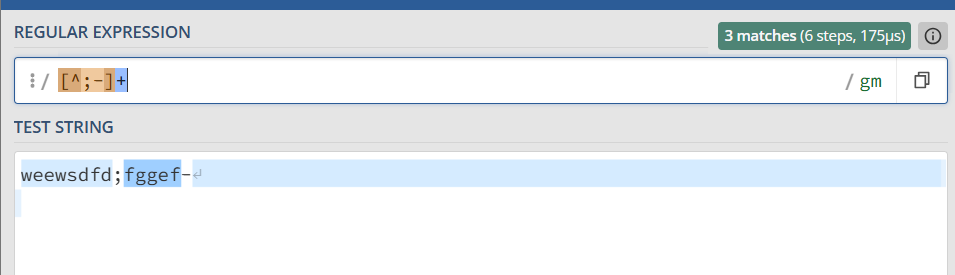 REGULAR EXPRESSION
3 matches (6 steps, 175μs)
/ [^;-]+
/ gm
TEST STRING
weewsdfd;fggef-↵